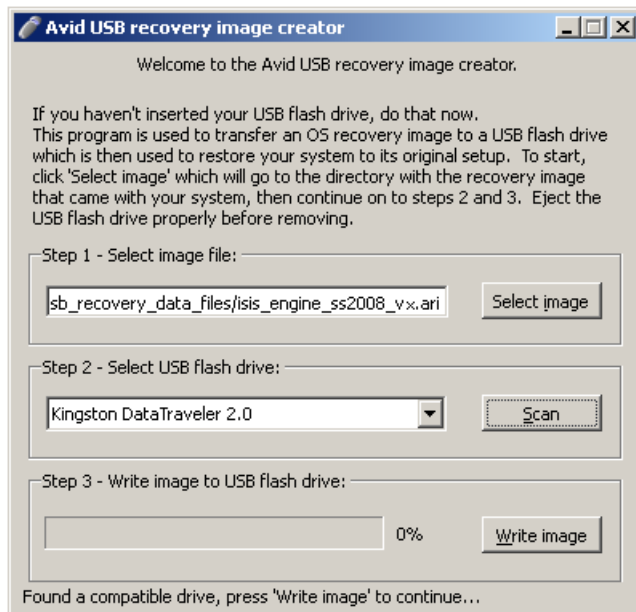 Avid USB recovery image creator
Welcome to the Avid USB recovery image creator.
If you haven't inserted your USB flash drive, do that now.
This program is used to transfer an OS recovery image to a USB flash drive
which is then used to restore your system to its original setup.  To start,
click 'Select image' which will go to the directory with the recovery image
that came with your system, then continue on to steps 2 and 3.  Eject the
USB flash drive properly before removing.
Step 1 - Select image file:
sb_recovery_data_files/isis_engine_ss2008_vx.ari
Select image
Step 2 - Select USB flash drive:
Kingston DataTraveler 2.0
Scan
Step 3 - Write image to USB flash drive:
0%
Write image
Found a compatible drive, press 'Write image' to continue...